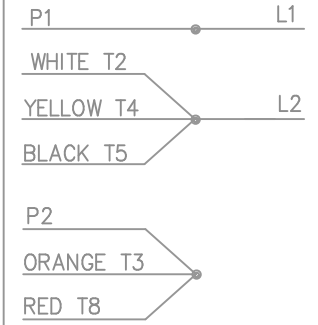 P1 L1
WHITE T2
YELLOW T4 L2
BLACK T5
P2
ORANGE T3
RED T8